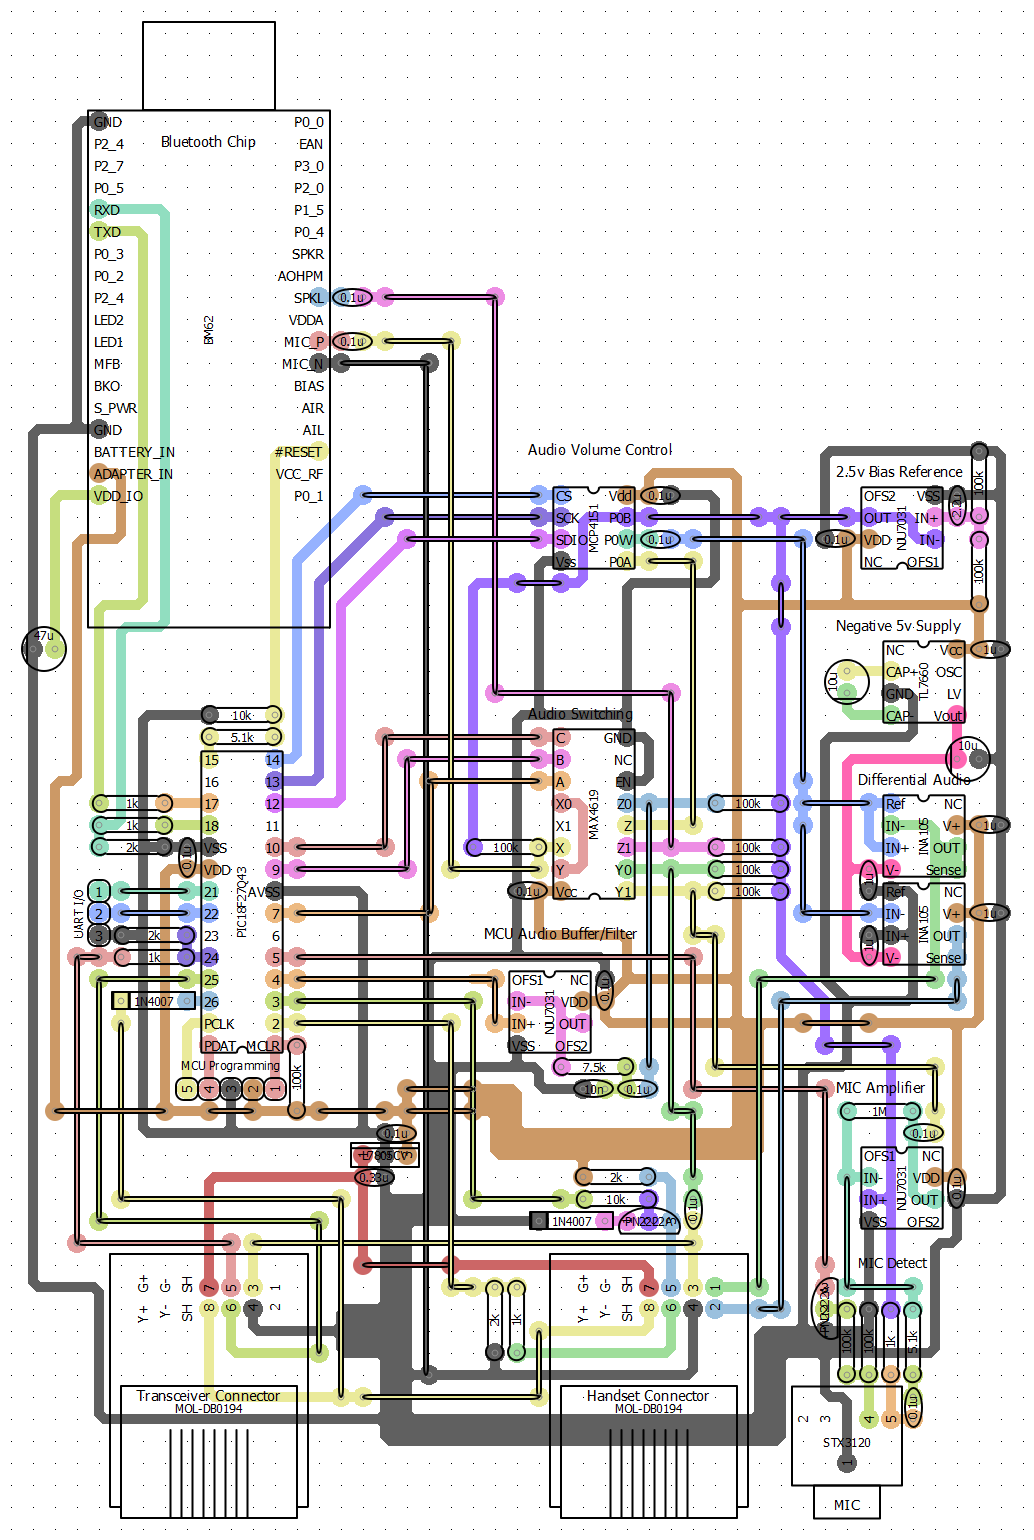 GND P0_0
P2_4 EAN
Bluetooth Chip
P2_7 P3_0
P0_5 P2_0
RXD P1_5
TXD P0_4
P0_3 SPKR
P0_2 AOHPM
P2_4 SPKL 0.1u
LED2 VDDA
BM62
LED1 MIC_P 0.1u
MFB MIC_N
BKO BIAS
S_PWR AIR
GND AIL
BATTERY_IN #RESET
ADAPTER_IN VCC_RF
VDD_IO P0_1
47u
Audio Volume Control
CS Vdd 0.1u
SCK P0B
MCP4151
SDIO P0W 0.1u
Vss P0A
2.5v Bias Reference
100k
OFS2 VSS 2.2u
OUT IN+
NJU7031
0.1u VDD IN-
NC OFS1
100k
Negative 5v Supply
NC Vcc 1u
CAP+ OSC
10u
TL7660
GND LV
CAP- Vout
10u
Audio Switching
C GND
B NC
A EN
MAX4619
X0 Z0 100k
X1 Z
100k X Z1 100k
Y Y0 100k
0.1u Vcc Y1 100k
Differential Audio
Ref NC
IN- V+ 1u
INA105
IN+ OUT
V- Sense
1u
Ref NC
IN- V+ 1u
INA105
IN+ OUT
1u
V- Sense
10k
5.1k
15 14
16 13
1k 17 12
1k 18 11
2k VSS 10
0.1u
VDD 9
PIC18F27Q43
UART I/O
1 21 AVSS
2 22 7
3 2k 23 6
1k 24 5
25 4
1N4007 26 3
PCLK 2
PDAT MCLR
MCU Programming
5 4 3 2 1
100k
MCU Audio Buffer/Filter
OFS1 NC
0.1u
IN- VDD
NJU7031
IN+ OUT
VSS OFS2
7.5k
10n 0.1u
0.1u
L7805CV
3
0.33u
2k
10k
1N4007 PN2222A
0.1u
MIC Amplifier
1M
0.1u
OFS1 NC
IN- VDD
NJU7031
0.1u
IN+ OUT
VSS OFS2
MIC Detect
PN2222A
100k 100k 1k 5.1k
0.1u
2 3 4 5
STX3120
1
MIC
G+ G- SH 7 5 3 1
Y+ Y- SH 8 6 4 2
Transceiver Connector
MOL-DB0194
2k 1k
G+ G- SH 7 5 3 1
Y+ Y- SH 8 6 4 2
Handset Connector
MOL-DB0194